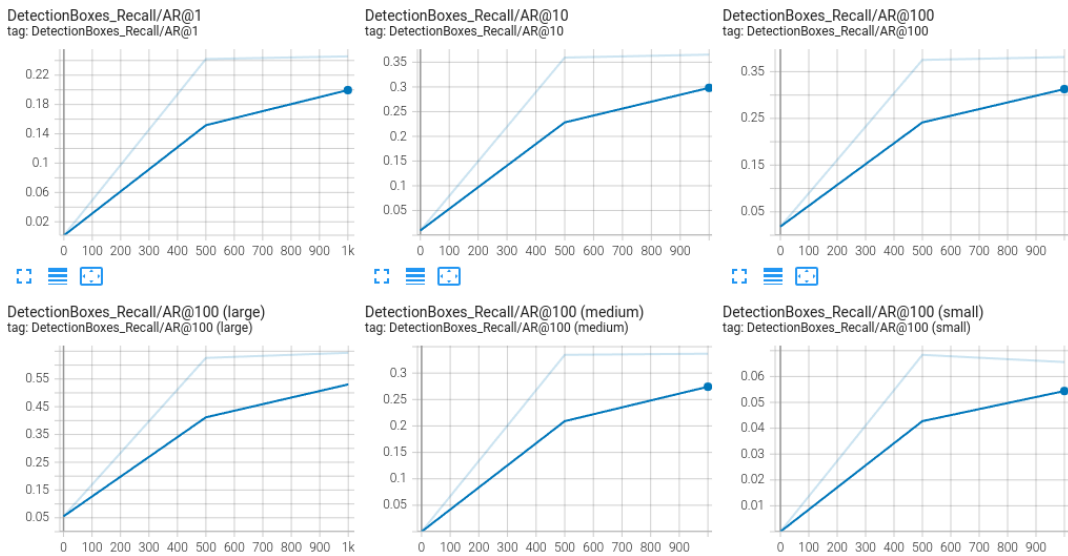 DetectionBoxes_Recall/AR@1
tag: DetectionBoxes_Recall/AR@1
0.22
0.18
0.14
0.1
0.06
0.02
0 100 200 300 400 500 600 700 800 900 1k
DetectionBoxes_Recall/AR@10
tag: DetectionBoxes_Recall/AR@10
0.35
0.3
0.25
0.2
0.15
0.1
0.05
0 100 200 300 400 500 600 700 800 900
DetectionBoxes_Recall/AR@100
tag: DetectionBoxes_Recall/AR@100
0.35
0.25
0.15
0.05
0 100 200 300 400 500 600 700 800 900
DetectionBoxes_Recall/AR@100 (large)
tag: DetectionBoxes_Recall/AR@100 (large)
0.55
0.45
0.35
0.25
0.15
0.05
0 100 200 300 400 500 600 700 800 900 1k
DetectionBoxes_Recall/AR@100 (medium)
tag: DetectionBoxes_Recall/AR@100 (medium)
0.3
0.25
0.2
0.15
0.1
0.05
0 100 200 300 400 500 600 700 800 900
DetectionBoxes_Recall/AR@100 (small)
tag: DetectionBoxes_Recall/AR@100 (small)
0.06
0.05
0.04
0.03
0.02
0.01
0 100 200 300 400 500 600 700 800 900